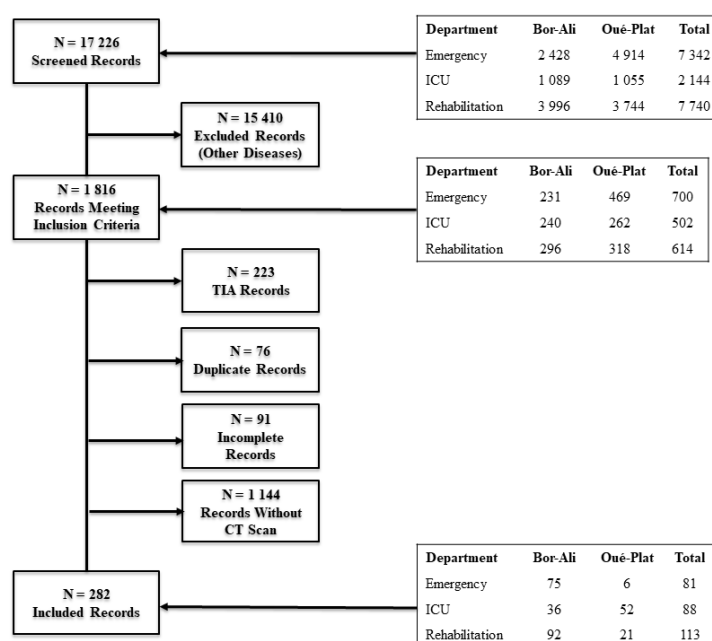 N = 17 226
Screened Records
Department Bor-Ali Oué-Plat Total
Emergency 2 428 4 914 7 342
ICU 1 089 1 055 2 144
Rehabilitation 3 996 3 744 7 740
N = 15 410
Excluded Records
(Other Diseases)
N = 1 816
Records Meeting
Inclusion Criteria
Department Bor-Ali Oué-Plat Total
Emergency 231 469 700
ICU 240 262 502
Rehabilitation 296 318 614
N = 223
TIA Records
N = 76
Duplicate Records
N = 91
Incomplete
Records
N = 1 144
Records Without
CT Scan
N = 282
Included Records
Department Bor-Ali Oué-Plat Total
Emergency 75 6 81
ICU 36 52 88
Rehabilitation 92 21 113